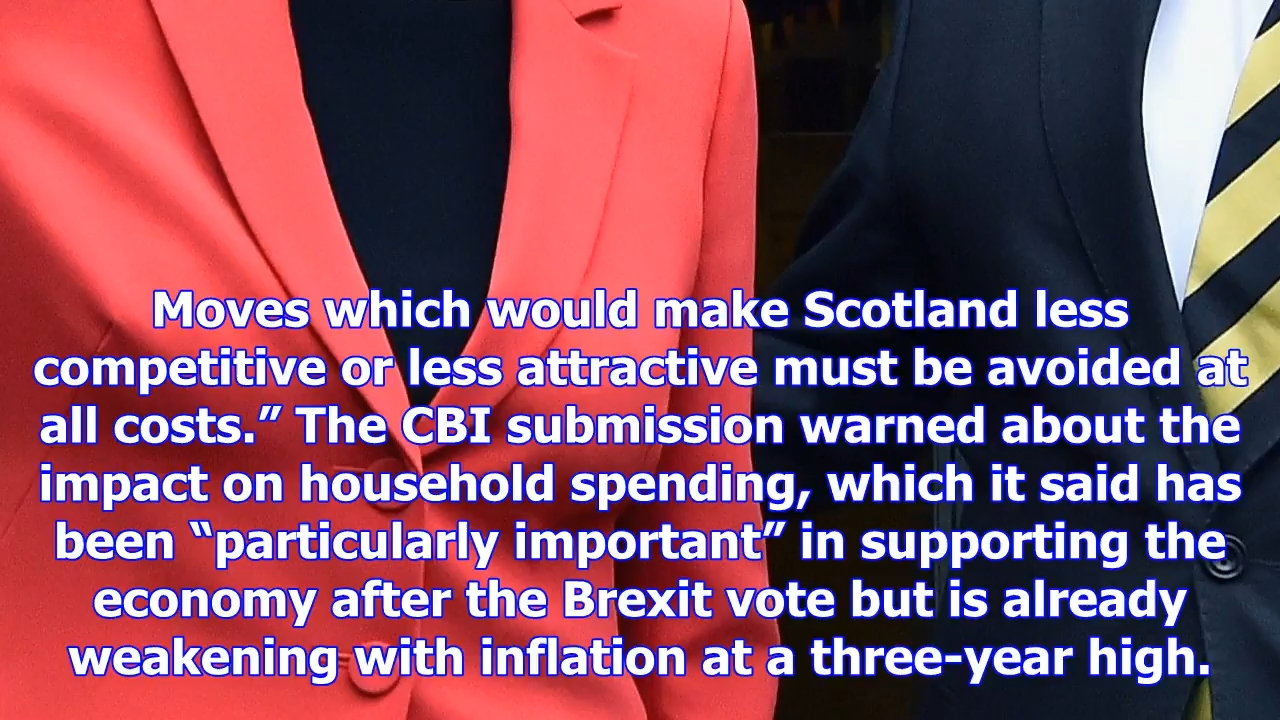 Moves which would make Scotland less
competitive or less attractive must be avoided at
all costs.” The CBI submission warned about the
impact on household spending, which it said has
been “particularly important” in supporting the
economy after the Brexit vote but is already
weakening with inflation at a three-year high.